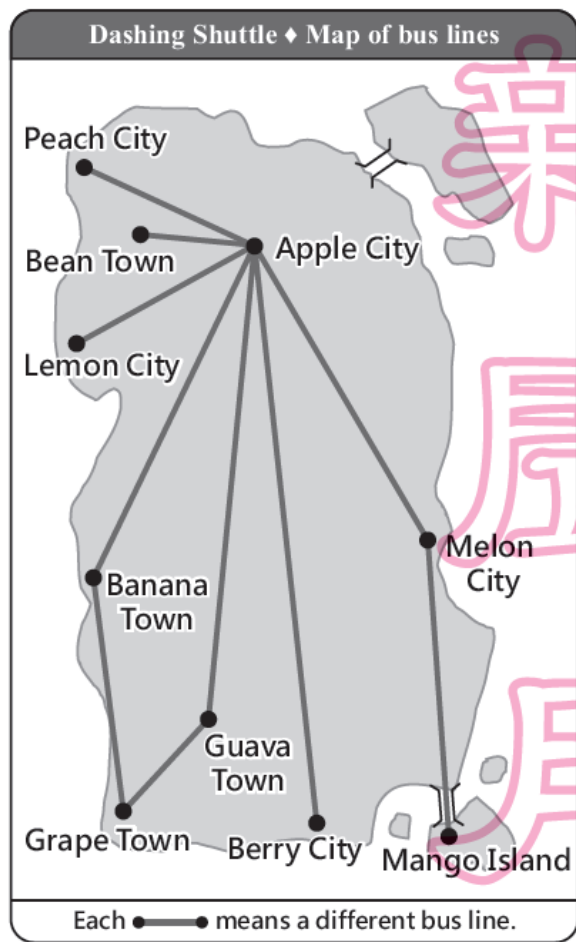 Dashing Shuttle ♦ Map of bus lines
Peach City
Bean Town
Apple City
Lemon City
Melon
City
Banana
Town
Guava
Town
Grape Town
Berry City
Mango Island
Each means a different bus line.